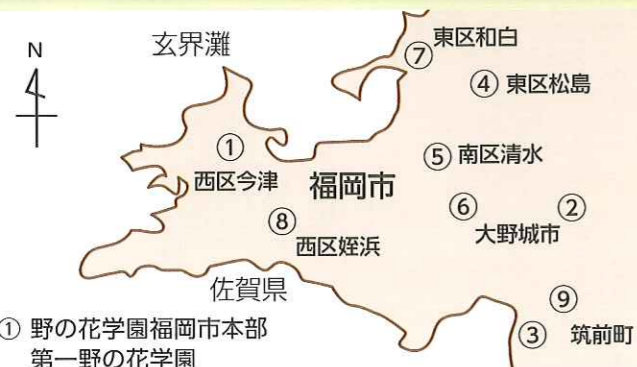 N
玄界灘
⑦ 東区和白
④ 東区松島
①
西区今津
福岡市
⑤ 南区清水
⑥ ②
大野城市
⑧
西区姪浜
佐賀県
⑨
③ 筑前町
① 野の花学園福岡市本部
第一野の花学園